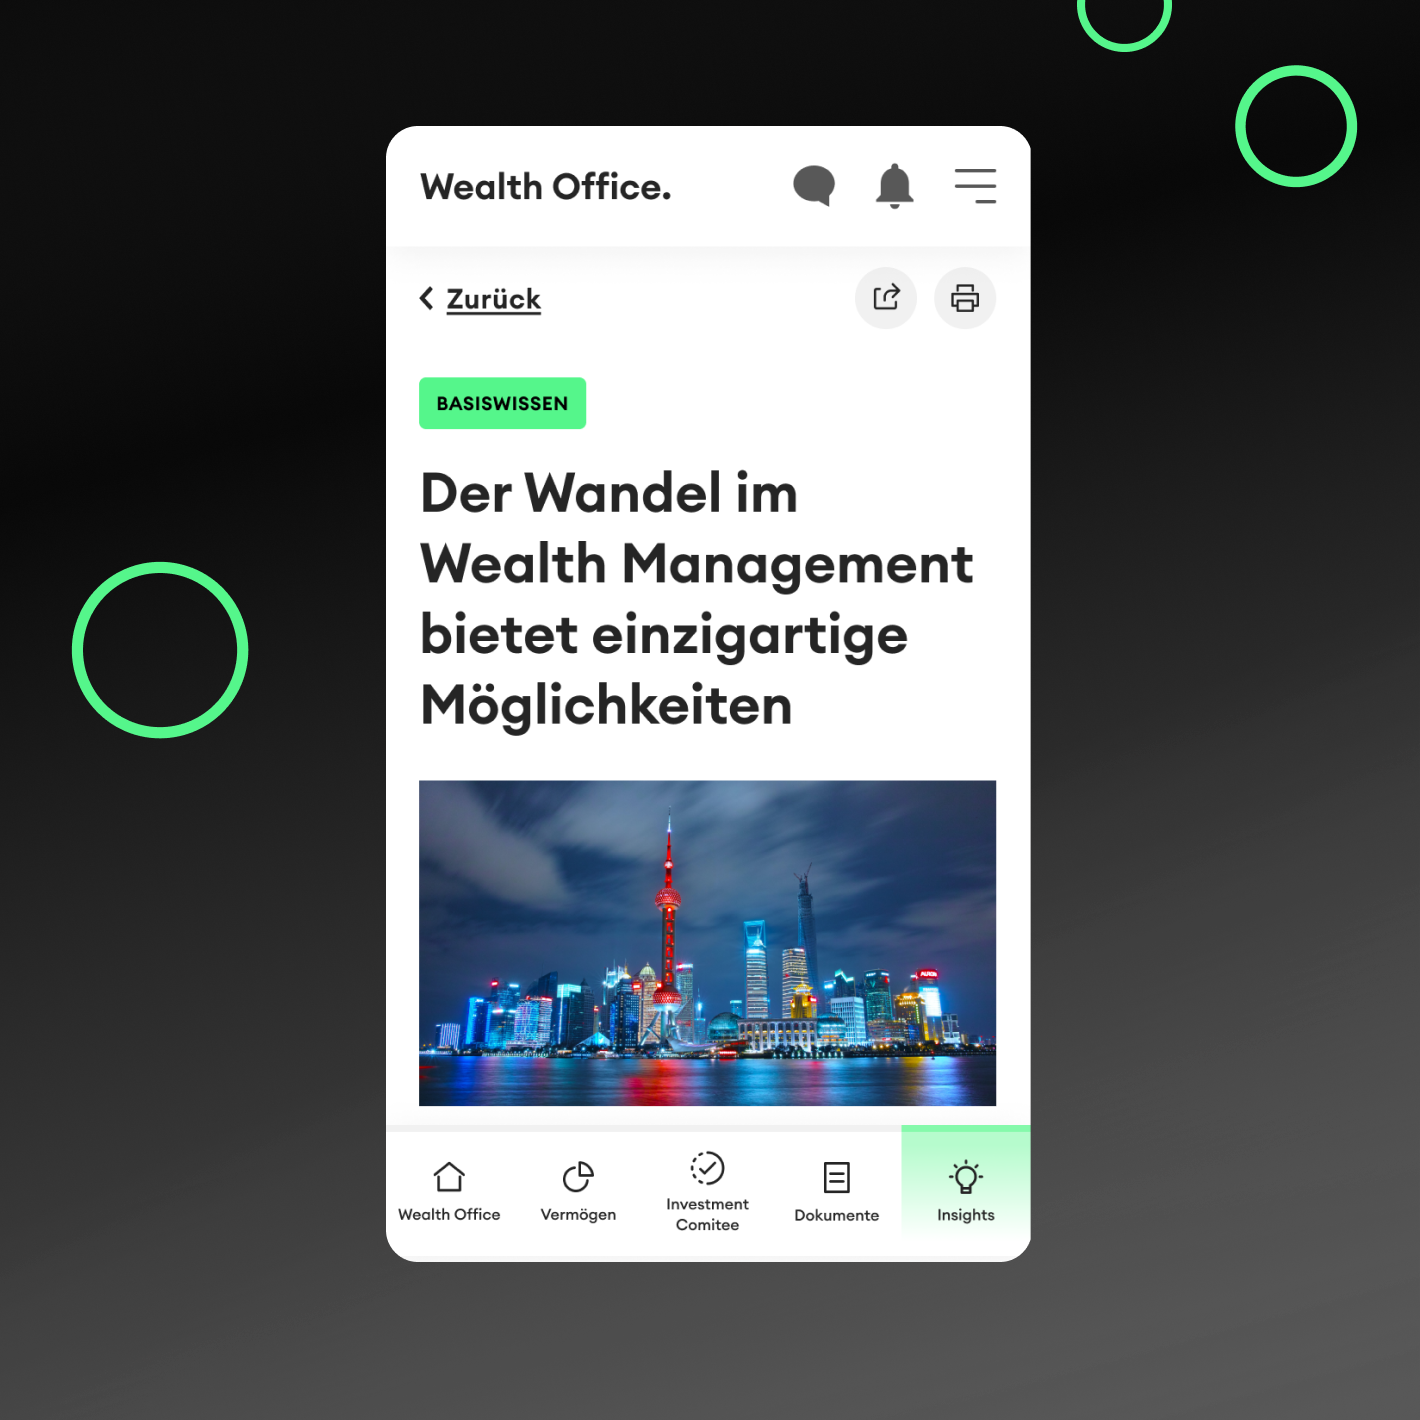 Wealth Office.
Zurück
BASISWISSEN
Der Wandel im
Wealth Management
bietet einzigartige
Möglichkeiten
Wealth Office
Vermögen
Investment
Comitee
Dokumente
Insights